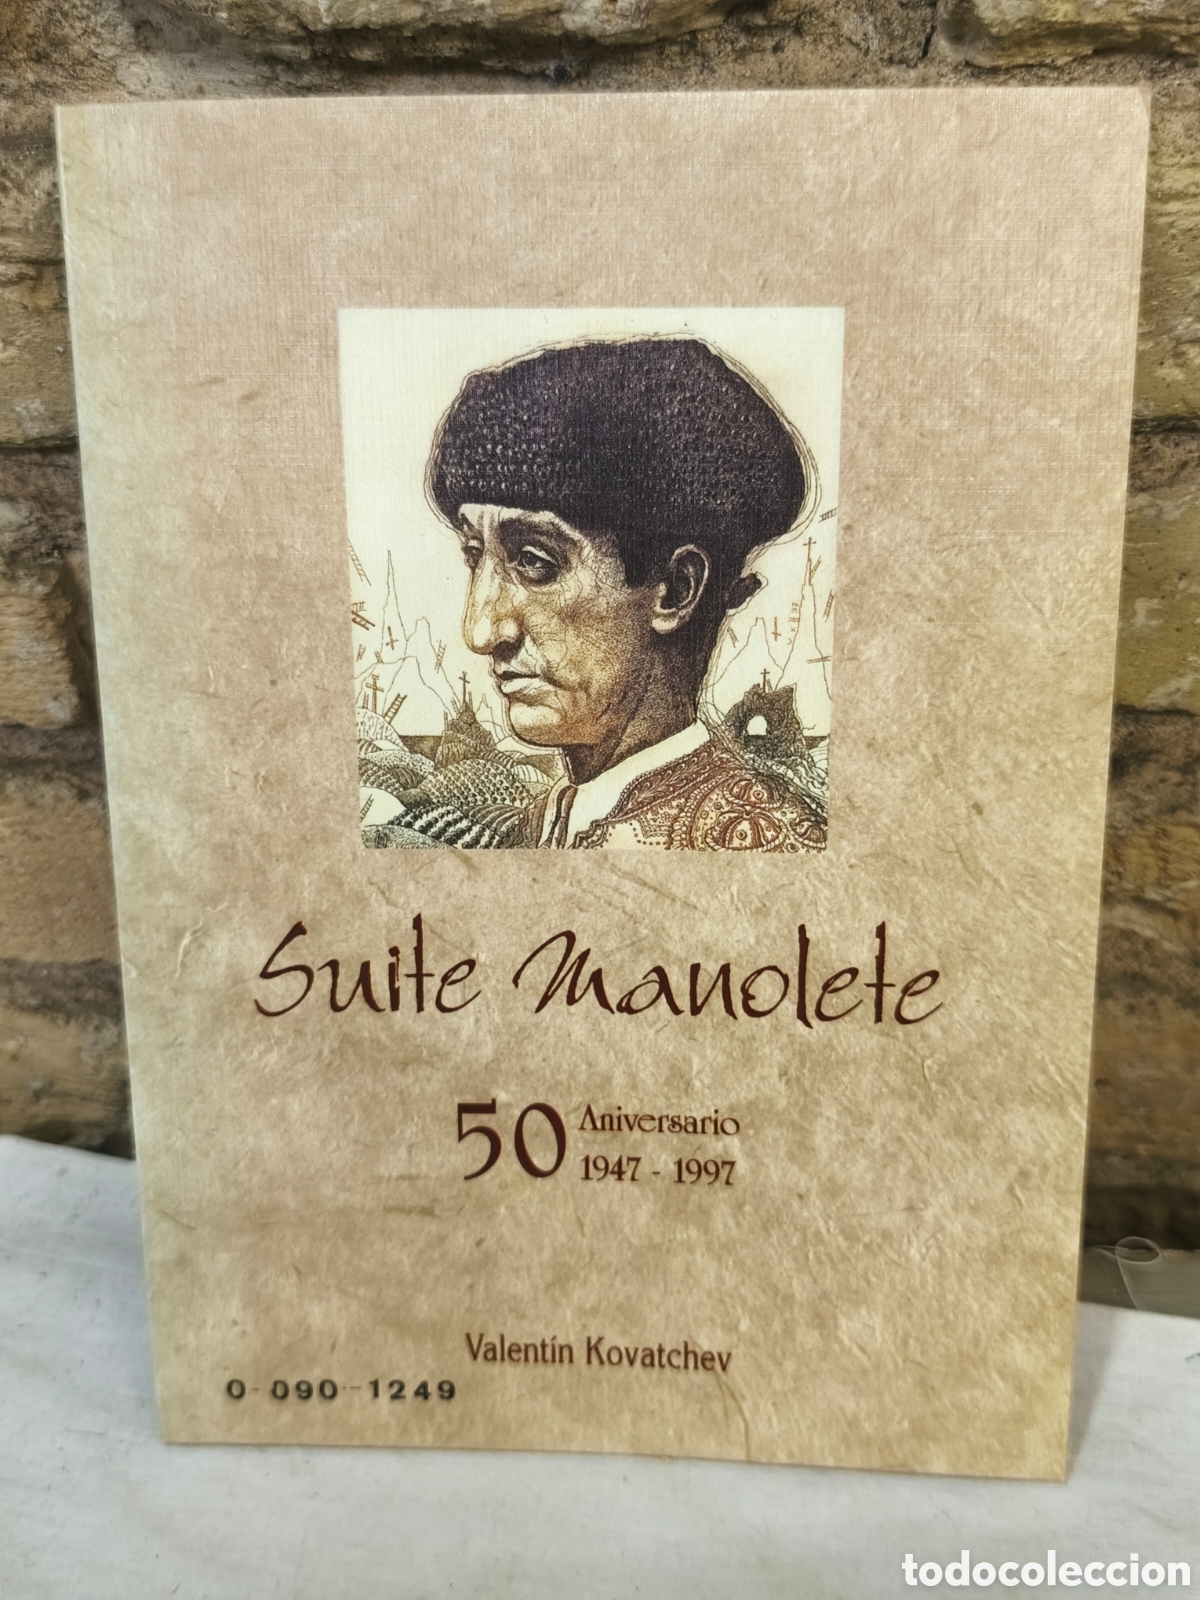 Suite Manolete
50 Aniversario
1947 - 1997
Valentín Kovatchev
0-090-1249
todocoleccion